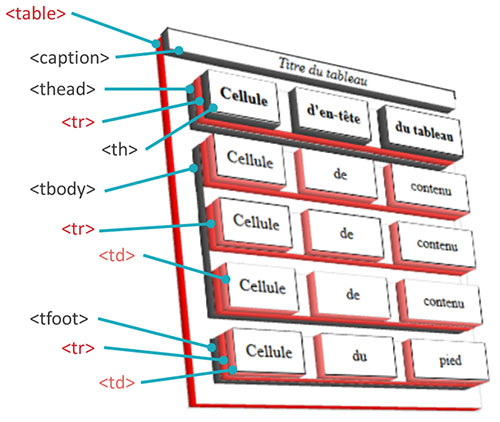 <table>
Titre du tableau
<caption>
<thead>
Cellule d'en-tête du tableau
<tr>
<th>
Cellule de contenu
<tbody>
<tr>
Cellule de contenu
<td>
Cellule de contenu
<tfoot>
<tr>
Cellule du pied
<td>